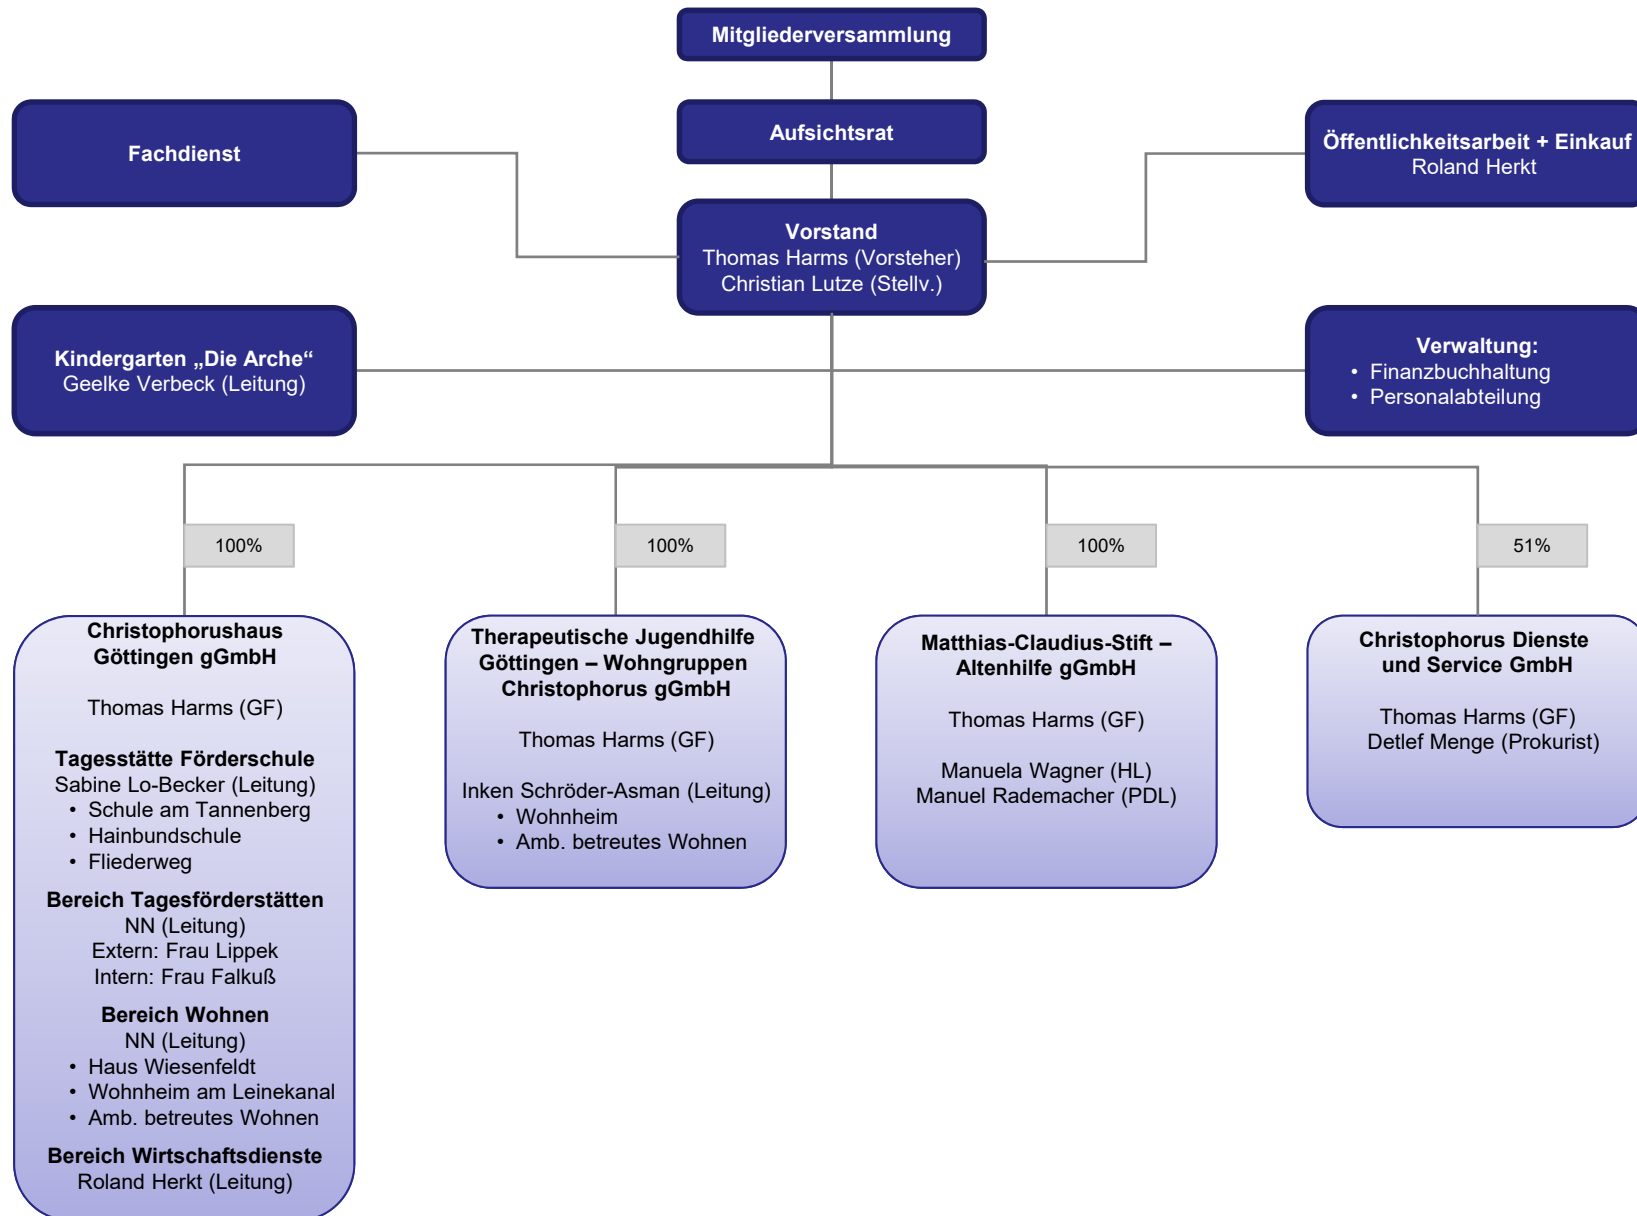 Mitgliederversammlung
Aufsichtsrat
Fachdienst
Öffentlichkeitsarbeit + Einkauf
Roland Herkt
Vorstand
Thomas Harms (Vorsteher)
Christian Lutze (Stellv.)
Kindergarten „Die Arche“
Geelke Verbeck (Leitung)
Verwaltung:
• Finanzbuchhaltung
• Personalabteilung
100%
100%
100%
51%
Christophorushaus
Göttingen gGmbH
Thomas Harms (GF)
Tagesstätte Förderschule
Sabine Lo-Becker (Leitung)
• Schule am Tannenberg
• Hainbundschule
• Fliederweg
Bereich Tagesförderstätten
NN (Leitung)
Extern: Frau Lippek
Intern: Frau Falkuß
Bereich Wohnen
NN (Leitung)
• Haus Wiesenfeldt
• Wohnheim am Leinekanal
• Amb. betreutes Wohnen
Bereich Wirtschaftsdienste
Roland Herkt (Leitung)
Therapeutische Jugendhilfe
Göttingen – Wohngruppen
Christophorus gGmbH
Thomas Harms (GF)
Inken Schröder-Asman (Leitung)
• Wohnheim
• Amb. betreutes Wohnen
Matthias-Claudius-Stift –
Altenhilfe gGmbH
Thomas Harms (GF)
Manuela Wagner (HL)
Manuel Rademacher (PDL)
Christophorus Dienste
und Service GmbH
Thomas Harms (GF)
Detlef Menge (Prokurist)